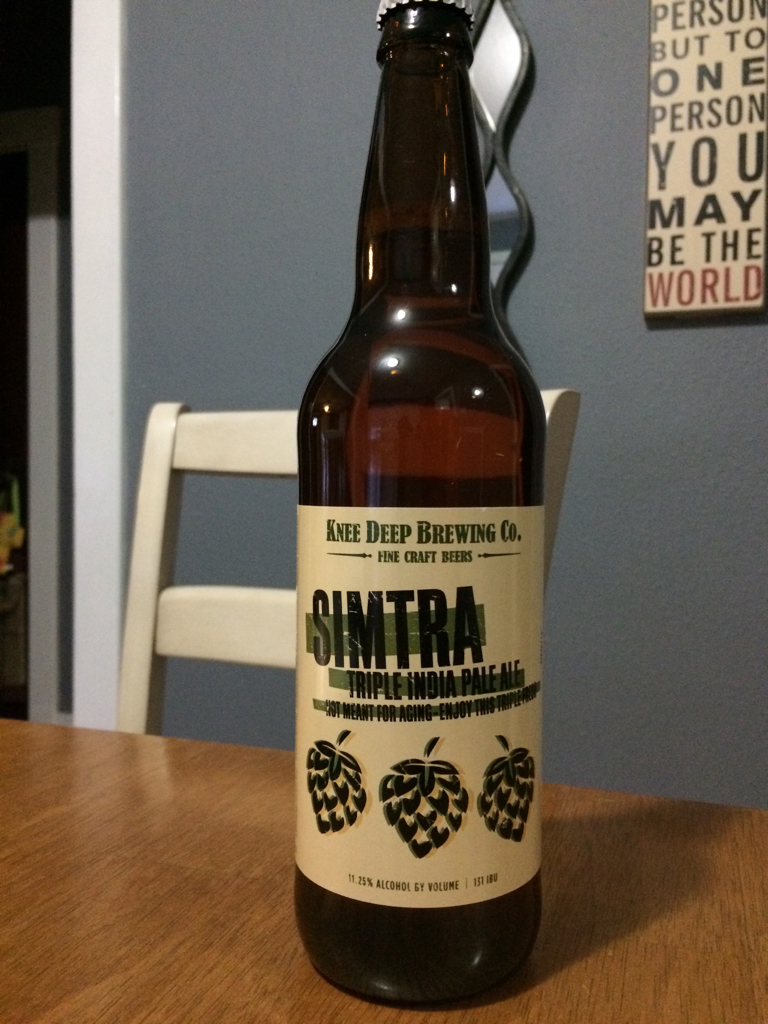 PERSON
BUT TO
ONE
PERSON
YOU
MAY
BE THE
WORLD
KNEE DEEP BREWING CO.
FINE CRAFT BEERS
SIMTRA
TRIPLE INDIA PALE ALE
NOT MEANT FOR AGING-ENJOY THIS TRIPLE
11.25% ALCOHOL BY VOLUME | 131 IBU